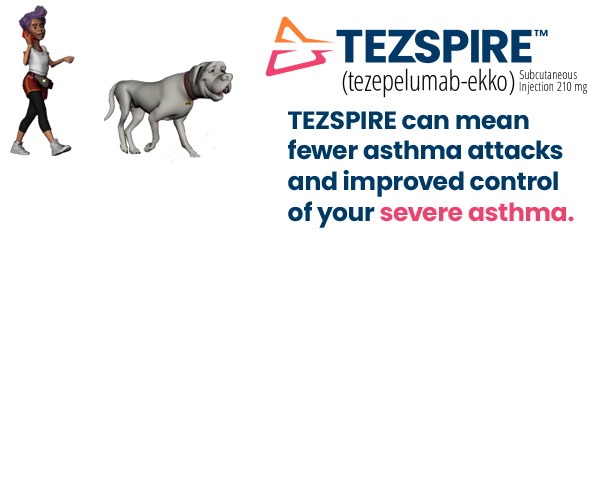 TEZSPIRE™
(tezepelumab-ekko) Subcutaneous
Injection 210 mg
TEZSPIRE can mean
fewer asthma attacks
and improved control
of your severe asthma.